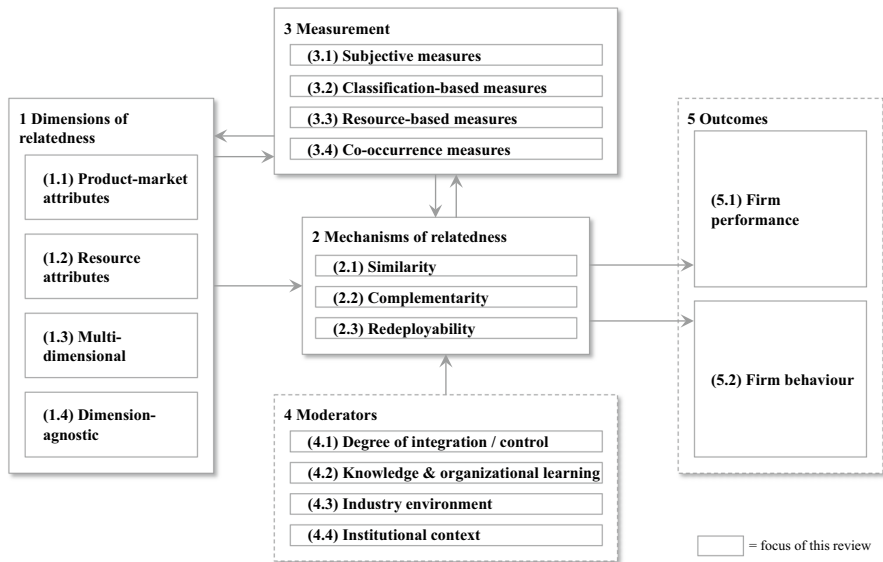 3 Measurement
(3.1) Subjective measures
(3.2) Classification-based measures
(3.3) Resource-based measures
(3.4) Co-occurrence measures
1 Dimensions of
relatedness
(1.1) Product-market
attributes
(1.2) Resource
attributes
(1.3) Multi-
dimensional
(1.4) Dimension-
agnostic
2 Mechanisms of relatedness
(2.1) Similarity
(2.2) Complementarity
(2.3) Redeployability
4 Moderators
(4.1) Degree of integration / control
(4.2) Knowledge & organizational learning
(4.3) Industry environment
(4.4) Institutional context
5 Outcomes
(5.1) Firm
performance
(5.2) Firm behaviour
= focus of this review